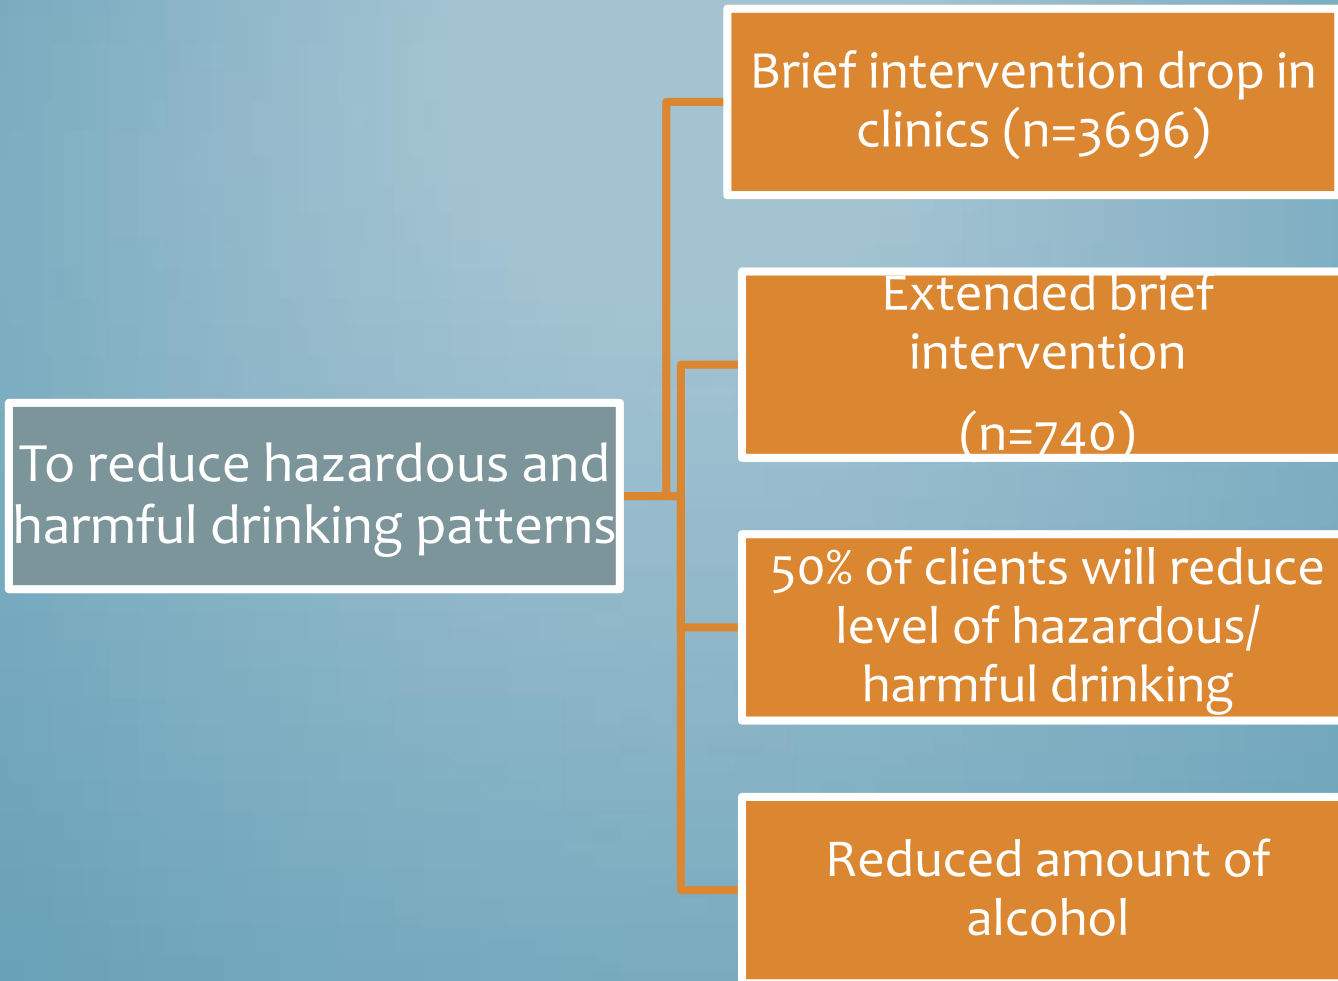 Brief intervention drop in
clinics (n=3696)
Extended brief
intervention
(n=740)
To reduce hazardous and
harmful drinking patterns
50% of clients will reduce
level of hazardous/
harmful drinking
Reduced amount of
alcohol